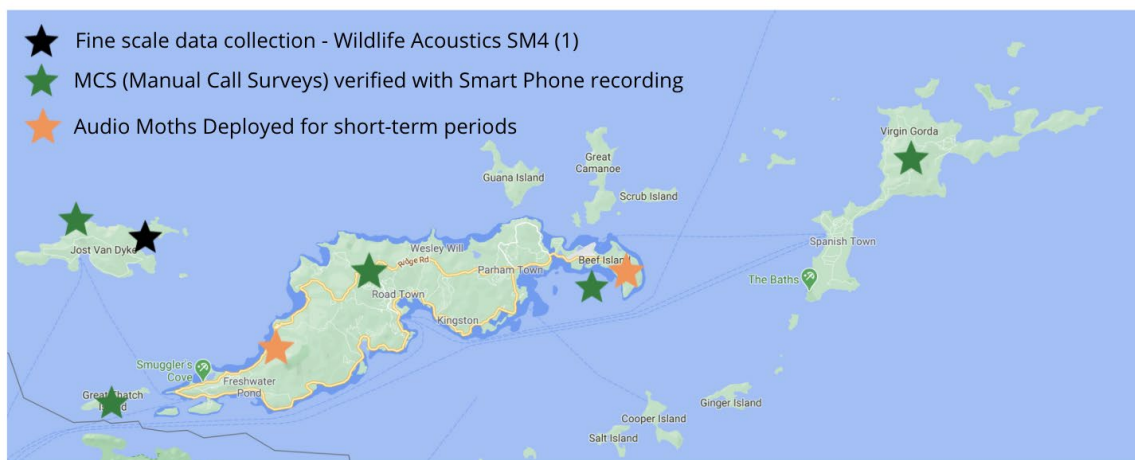 Fine scale data collection - Wildlife Acoustics SM4 (1)
MCS (Manual Call Surveys) verified with Smart Phone recording
Audio Moths Deployed for short-term periods
Virgin Gorda
Great
Camanoe
Guana Island
Scrub Island
Jost Van Dyke
Wesley Will
Ridge Rd
Parham Town
Beef Island
Spanish Town
The Baths
Road Town
Kingston
Smuggler's
Cove
Freshwater
Pond
Great Thatch
Island
Ginger Island
Cooper Island
Salt Island